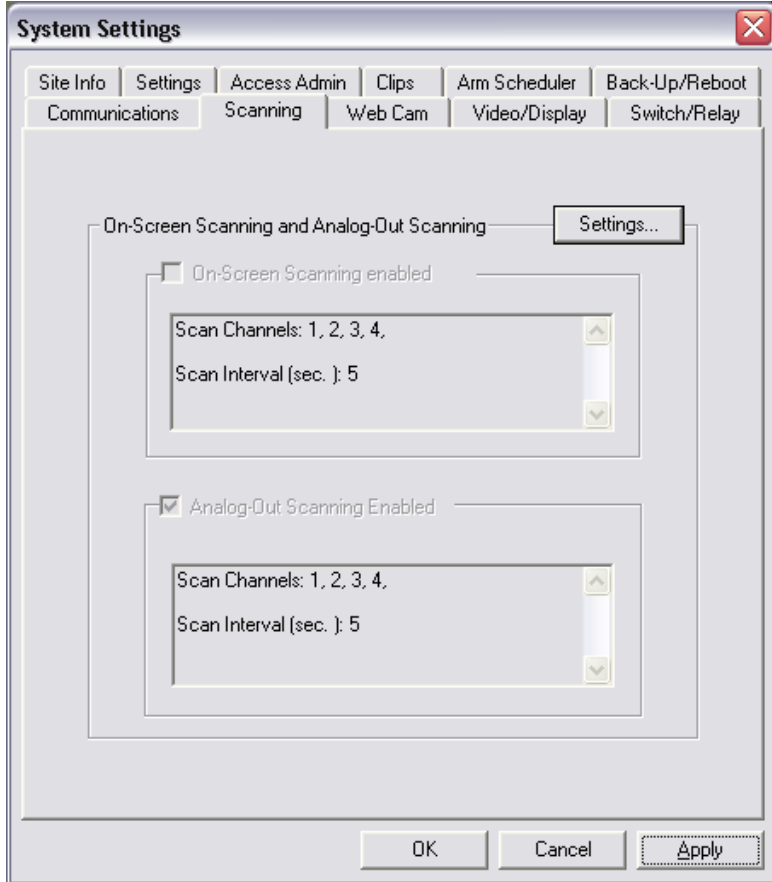 System Settings
Site Info Settings Access Admin Clips Arm Scheduler Back-Up/Reboot
Communications Scanning Web Cam Video/Display Switch/Relay
On-Screen Scanning and Analog-Out Scanning Settings...
On-Screen Scanning enabled
Scan Channels: 1, 2, 3, 4,
Scan Interval (sec. ): 5
Analog-Out Scanning Enabled
Scan Channels: 1, 2, 3, 4,
Scan Interval (sec. ): 5
OK Cancel Apply